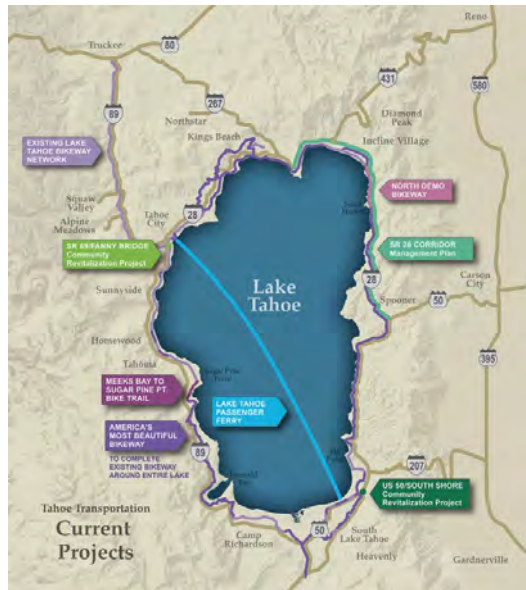 Reno
Truckee
80
431
580
89
267
Northstar
Diamond
Peak
Kings Beach
Incline Village
EXISTING LAKE
TAHOE BIKEWAY
NETWORK
NORTH DEMO
BIKEWAY
Squaw
Valley
Alpine
Meadows
Tahoe
City
28
SR 89/FANNY BRIDGE
Community
Revitalization Project
SR 28 CORRIDOR
Management Plan
Carson
City
Sunnyside
28
Lake
Tahoe
Spooner
50
Homewood
395
Tahoma
Sugar Pine
Point
MEEKS BAY TO
SUGAR PINE PT
BIKE TRAIL
LAKE TAHOE
PASSENGER
FERRY
AMERICA'S
MOST BEAUTIFUL
BIKEWAY
TO COMPLETE
EXISTING BIKEWAY
AROUND ENTIRE LAKE
89
207
US 50/SOUTH SHORE
Community
Revitalization Project
Tahoe Transportation
Current
Projects
Camp
Richardson
50
South
Lake Tahoe
Heavenly
Gardnerville